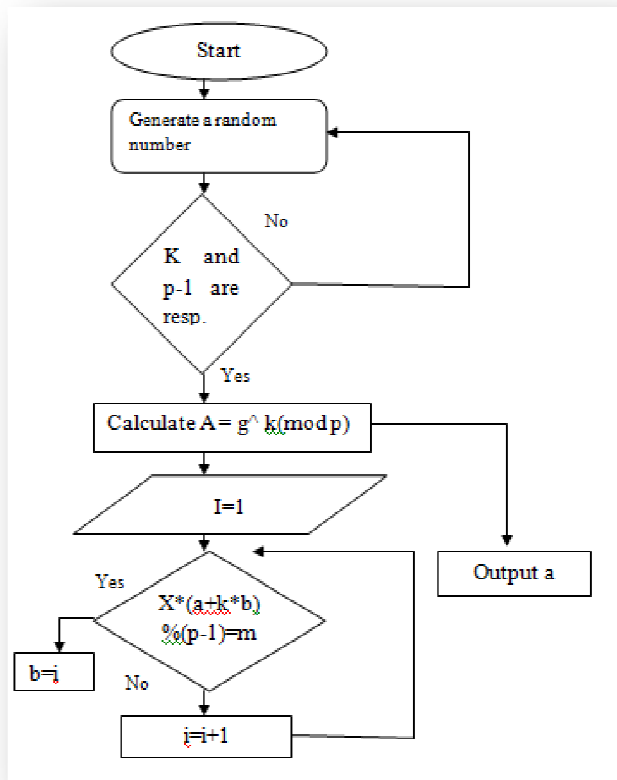 Start
Generate a random
number
No
K and
p-1 are
resp.
Yes
Calculate A= g^ k(mod p)
I=1
Output a
Yes
X*(a+k*b)
%(p-1)=m
b=i
No
i=i+1